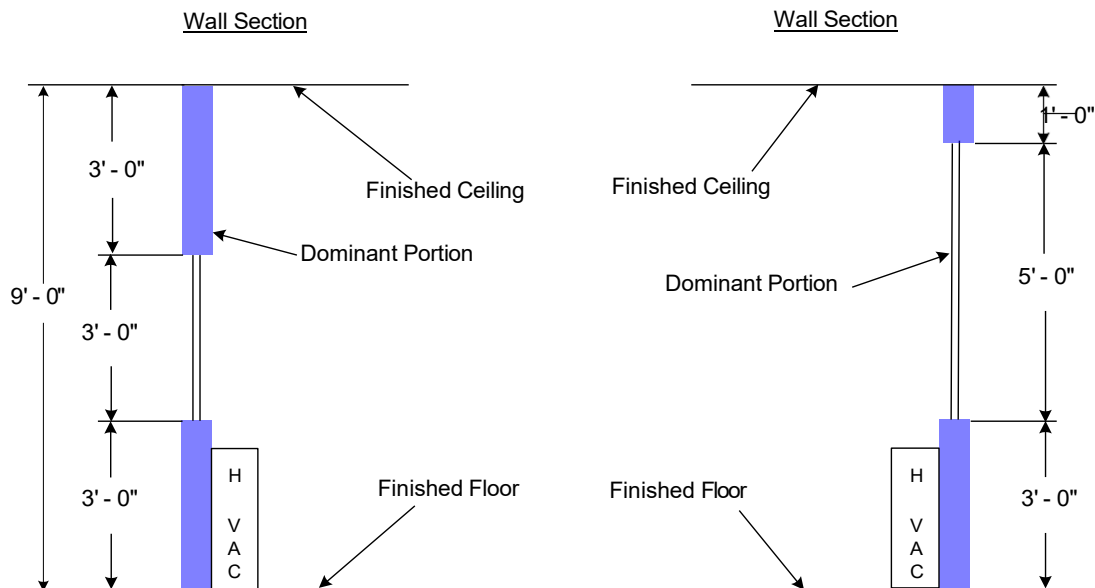 Wall Section
3' - 0"
Finished Ceiling
Dominant Portion
9' - 0"
3' - 0"
3' - 0"
H
V
A
C
Finished Floor
Wall Section
1' - 0"
Finished Ceiling
Dominant Portion
5' - 0"
Finished Floor
H
V
A
C
3' - 0"